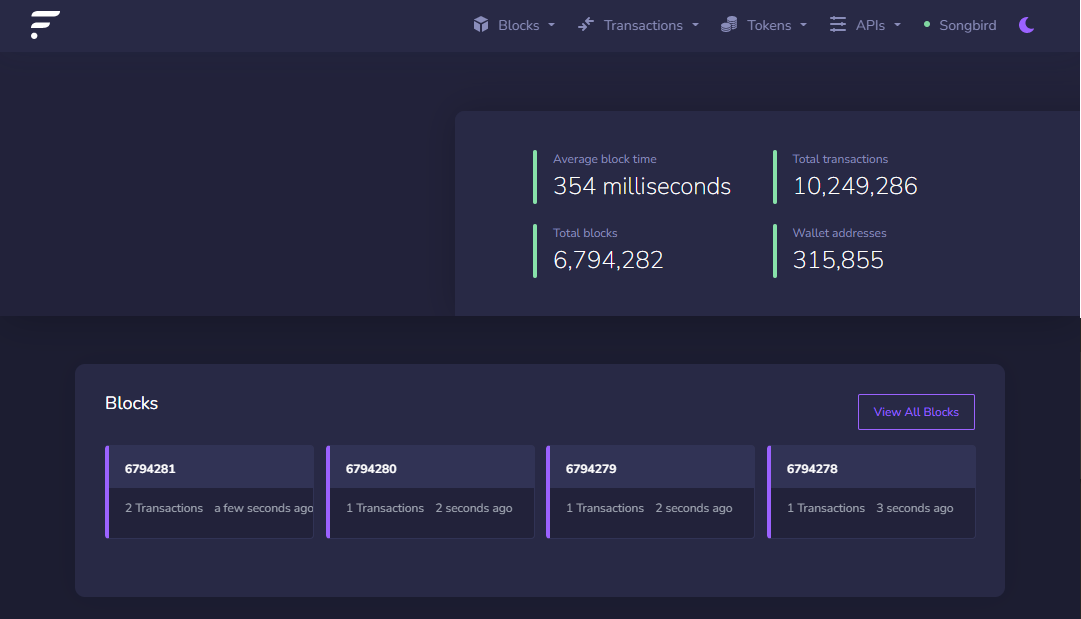 Blocks Transactions Tokens APIs Songbird
Average block time
354 milliseconds
Total transactions
10,249,286
Total blocks
6,794,282
Wallet addresses
315,855
Blocks
View All Blocks
6794281
2 Transactions a few seconds ago
6794280
1 Transactions 2 seconds ago
6794279
1 Transactions 2 seconds ago
6794278
1 Transactions 3 seconds ago